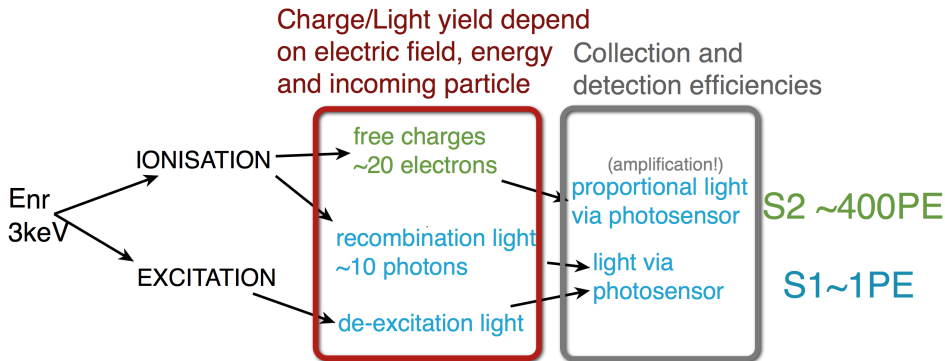 Charge/Light yield depend
on electric field, energy
and incoming particle
Collection and
detection efficiencies
Enr
3keV
IONISATION
EXCITATION
free charges
~20 electrons
recombination light
~10 photons
de-excitation light
(amplification!)
proportional light
via photosensor
light via
photosensor
S2 ~400PE
S1~1PE